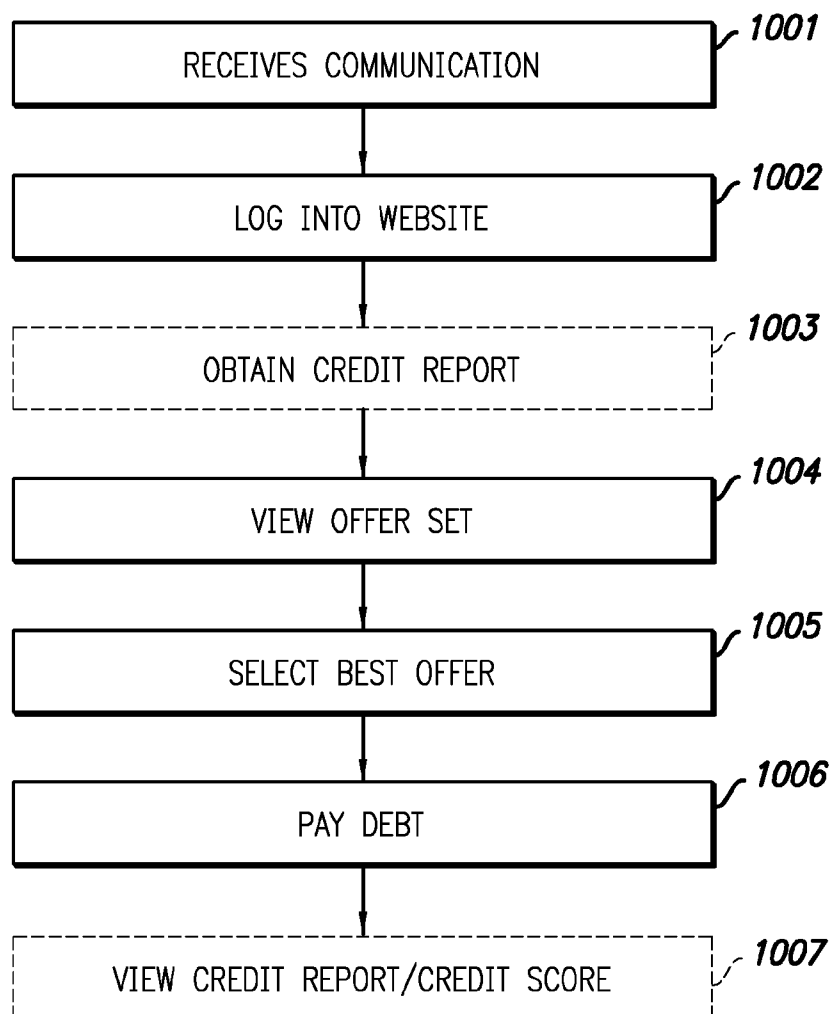 1001
RECEIVES COMMUNICATION
1002
LOG INTO WEBSITE
1003
OBTAIN CREDIT REPORT
1004
VIEW OFFER SET
1005
SELECT BEST OFFER
1006
PAY DEBT
1007
VIEW CREDIT REPORT/CREDIT SCORE